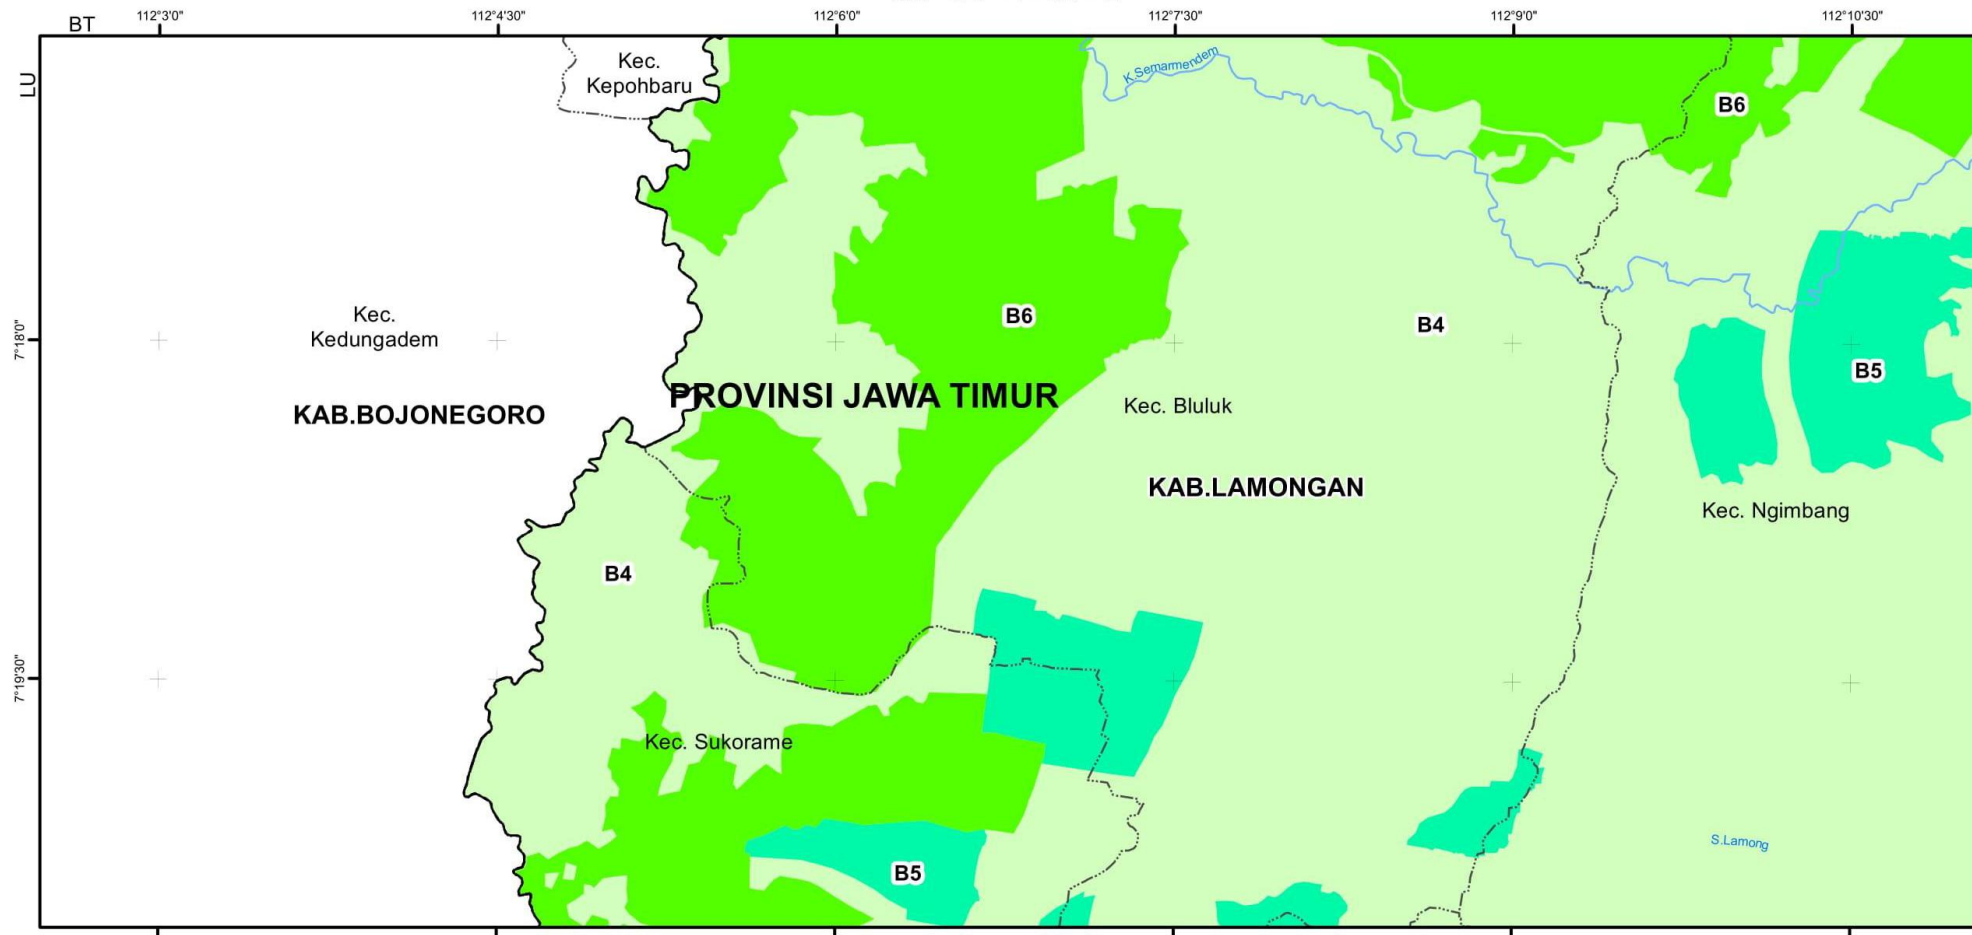 112°3'0"
112°4'30"
112°6'0"
112°7'30"
112°9'0"
112°10'30"
BT
LU
Kec.
Kepohbaru
K.Semarmendem
B6
Kec.
Kedungadem
7°18'0"
B6
B4
B5
PROVINSI JAWA TIMUR
Kec. Bluluk
KAB.BOJONEGORO
KAB.LAMONGAN
Kec. Ngimbang
B4
7°19'30"
Kec. Sukorame
S.Lamong
B5